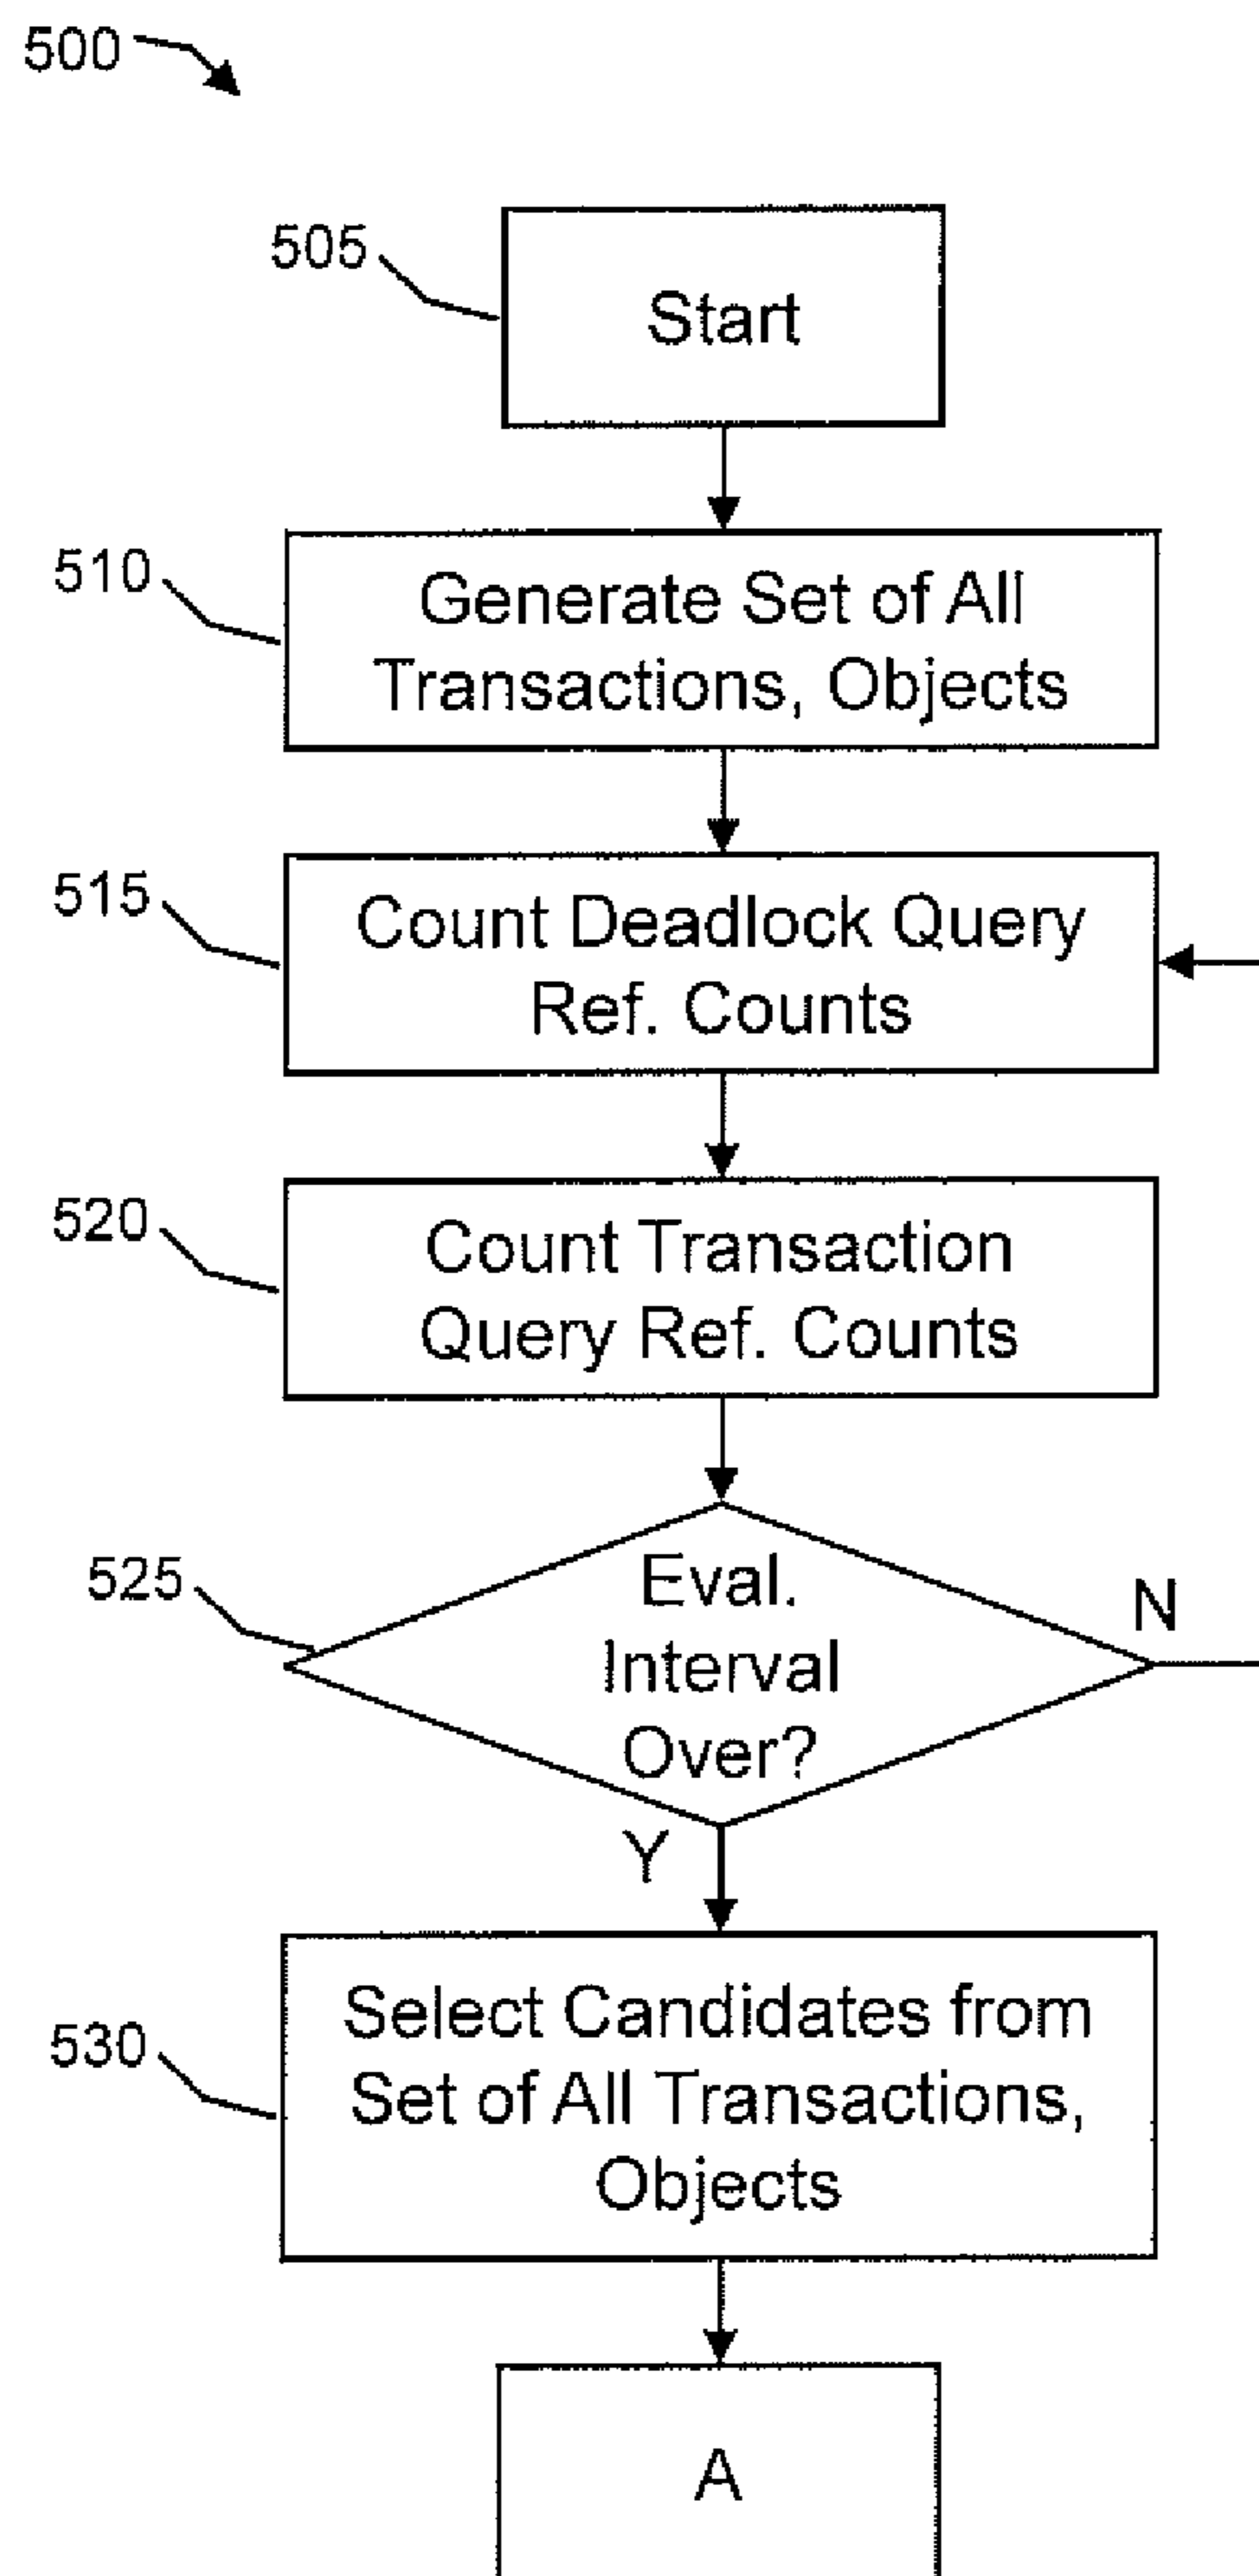 500
505
Start
510
Generate Set of All
Transactions, Objects
515
Count Deadlock Query
Ref. Counts
520
Count Transaction
Query Ref. Counts
525
Eval.
Interval
Over?
N
Y
530
Select Candidates from
Set of All Transactions,
Objects
A